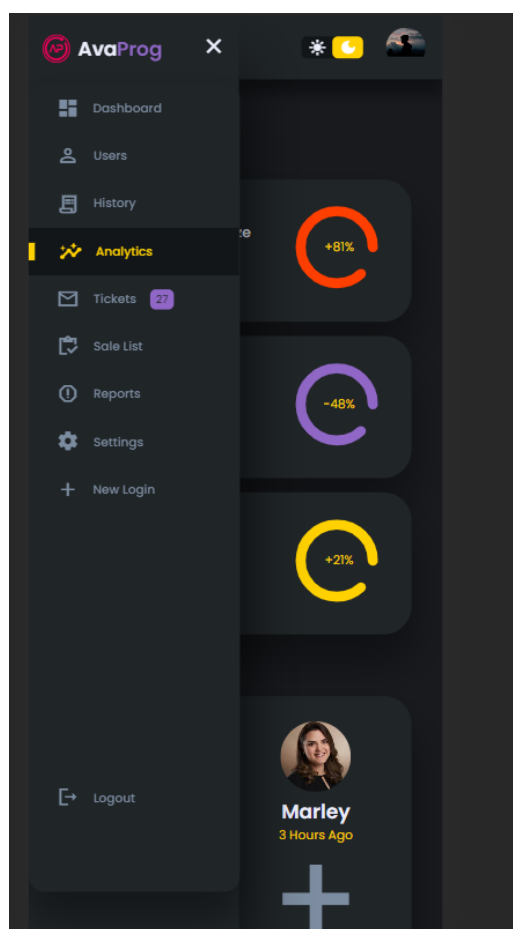 AP AvaProg
Dashboard
Users
History
Analytics
Tickets 27
Sale List
Reports
Settings
New Login
Logout
+81%
-48%
+21%
Marley
3 Hours Ago